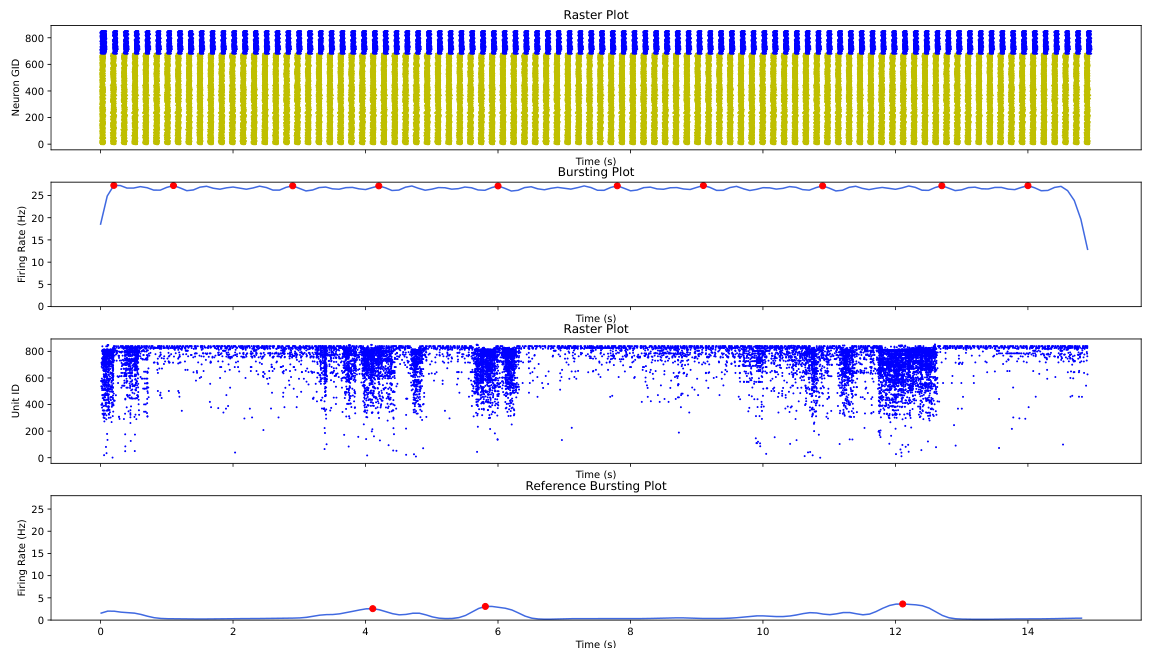 Raster Plot
800
600
400
200
0
Neuron GID
Time (s)
Bursting Plot
25
20
15
10
5
0
Firing Rate (Hz)
Time (s)
Raster Plot
800
600
400
200
0
Unit ID
Time (s)
Reference Bursting Plot
25
20
15
10
5
0
Firing Rate (Hz)
0 2 4 6 8 10 12 14
Time (s)